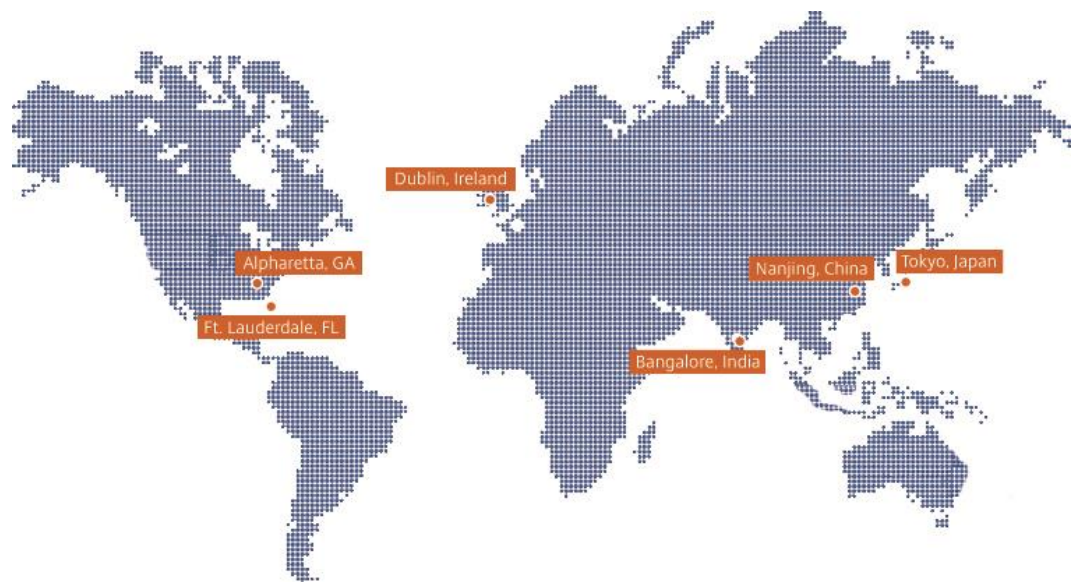 Dublin, Ireland
Alpharetta, GA
Nanjing, China
Tokyo, Japan
Ft. Lauderdale, FL
Bangalore, India